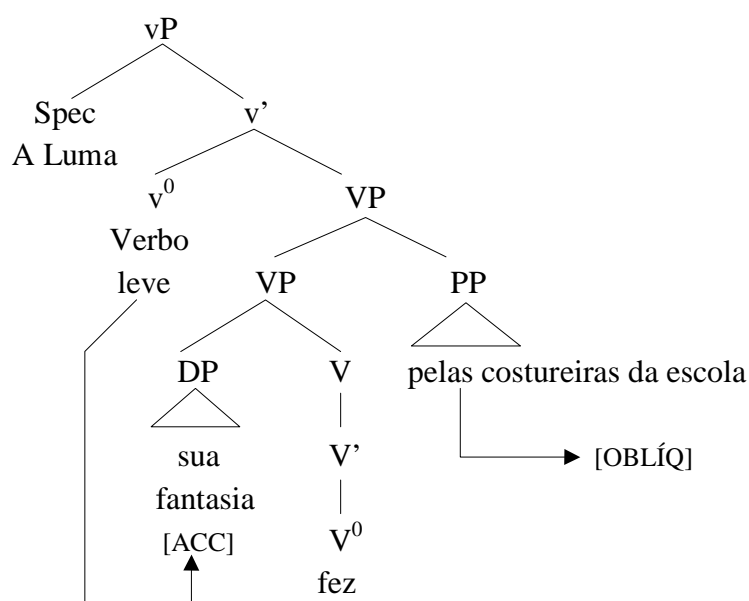 vP
Spec v’
A Luma
v⁰ VP
Verbo
leve VP PP
DP V pelas costureiras da escola
sua V’ [OBLÍQ]
fantasia
[ACC] V⁰
fez